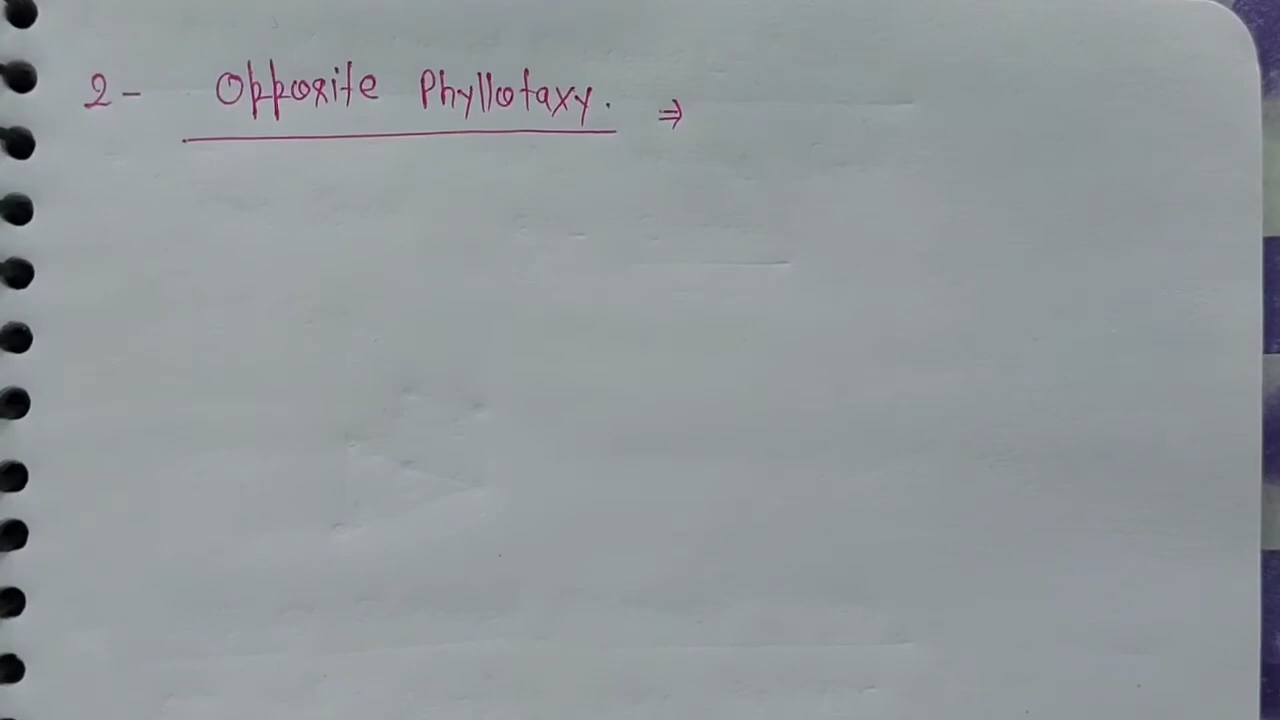 2- Opposite Phyllotaxy. ⇒